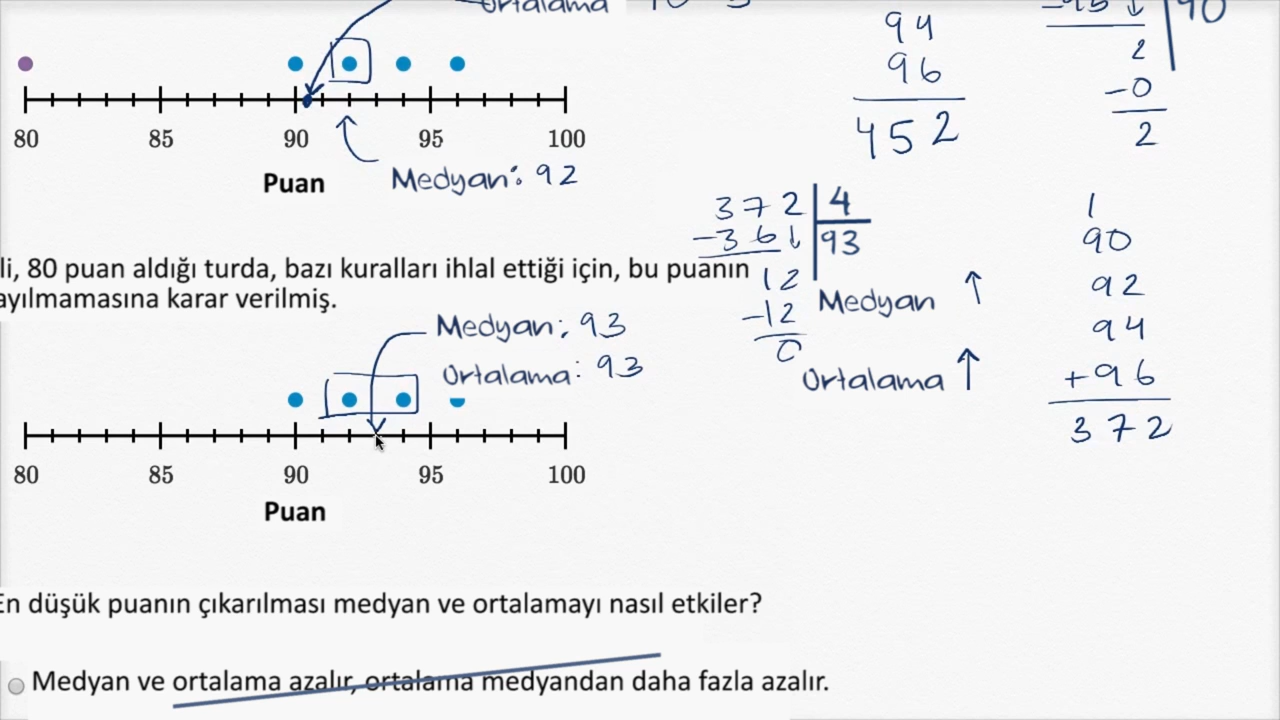 Ortalama
94
96
452
90
2
-0
2
80 85 90 95 100
Puan
Medyan: 92
372 4
-36 93
12
-12
0
Medyan ↑
Ortalama ↑
1
90
92
94
+96
372
li, 80 puan aldığı turda, bazı kuralları ihlal ettiği için, bu puanın
ayılmamasına karar verilmiş.
Medyan: 93
Ortalama: 93
80 85 90 95 100
Puan
En düşük puanın çıkarılması medyan ve ortalamayı nasıl etkiler?
Medyan ve ortalama azalır, ortalama medyandan daha fazla azalır.